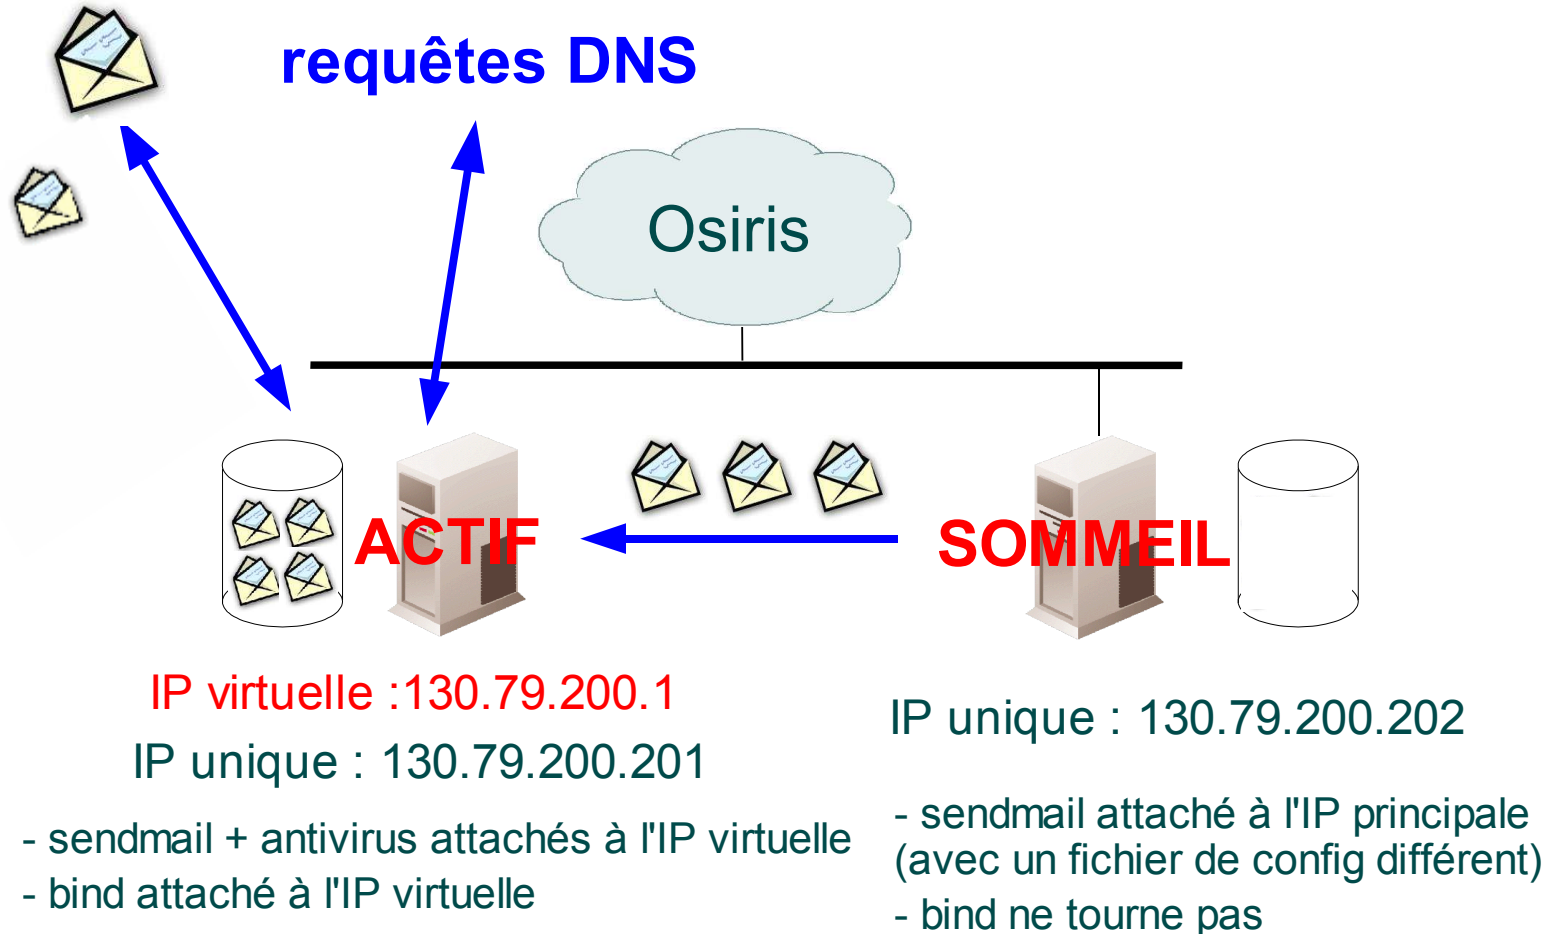 requêtes DNS
Osiris
ACTIF
SOMMEIL
IP virtuelle :130.79.200.1
IP unique : 130.79.200.201
- sendmail + antivirus attachés à l'IP virtuelle
- bind attaché à l'IP virtuelle
IP unique : 130.79.200.202
- sendmail attaché à l'IP principale
(avec un fichier de config différent)
- bind ne tourne pas